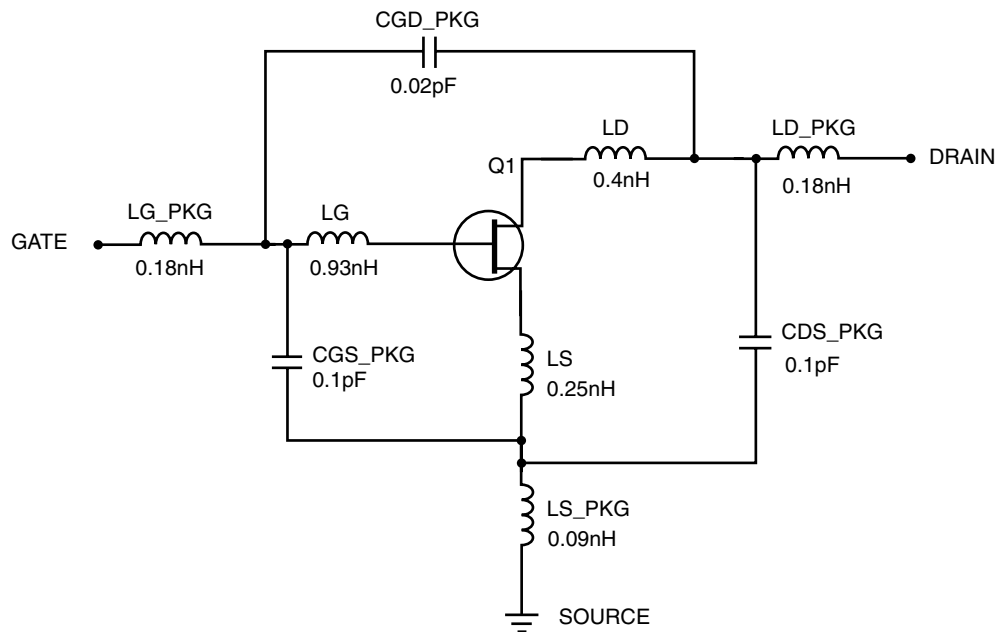 CGD_PKG
0.02pF
LD
LD_PKG
Q1
0.4nH
0.18nH
DRAIN
LG_PKG
LG
GATE
0.18nH
0.93nH
CGS_PKG
0.1pF
LS
0.25nH
CDS_PKG
0.1pF
LS_PKG
0.09nH
SOURCE